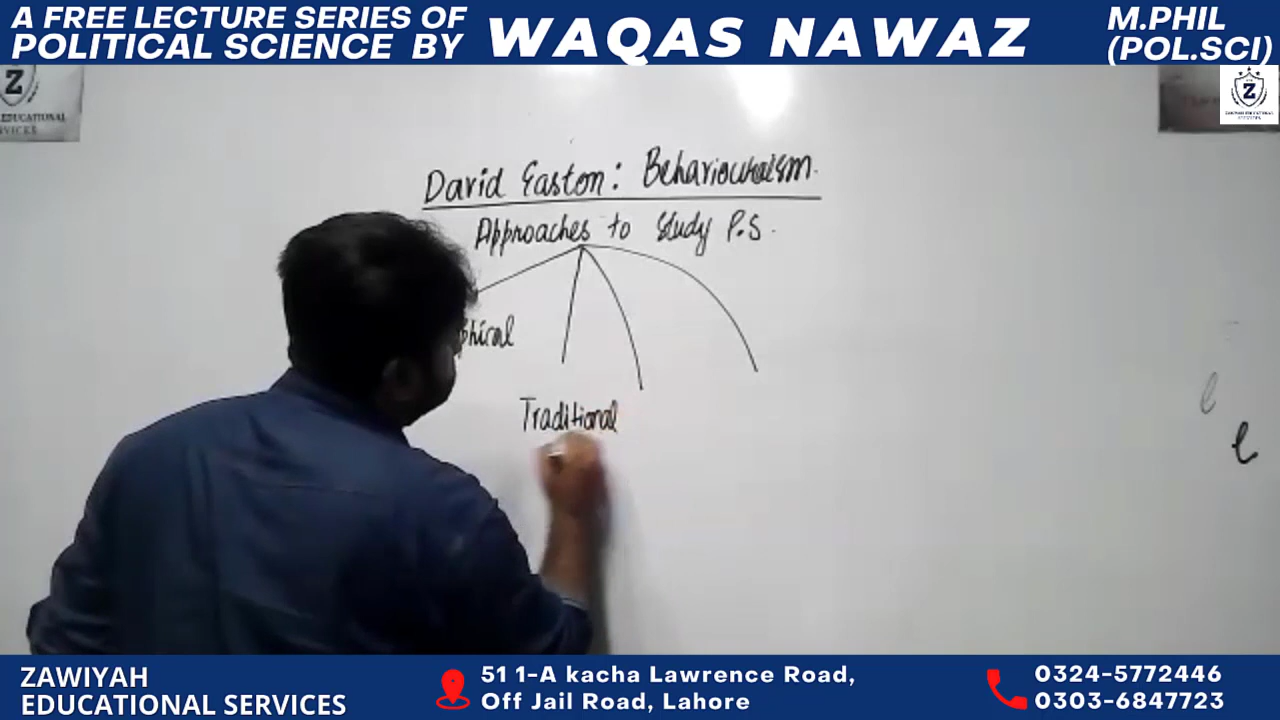 A FREE LECTURE SERIES OF
POLITICAL SCIENCE BY
WAQAS NAWAZ
M.PHIL
(POL.SCI)
Z
EDUCATIONAL
Z
David Easton: Behaviouralism.
Approaches to Study P.S.
phical
Traditional
e
e
ZAWIYAH
EDUCATIONAL SERVICES
51 1-A kacha Lawrence Road,
Off Jail Road, Lahore
0324-5772446
0303-6847723